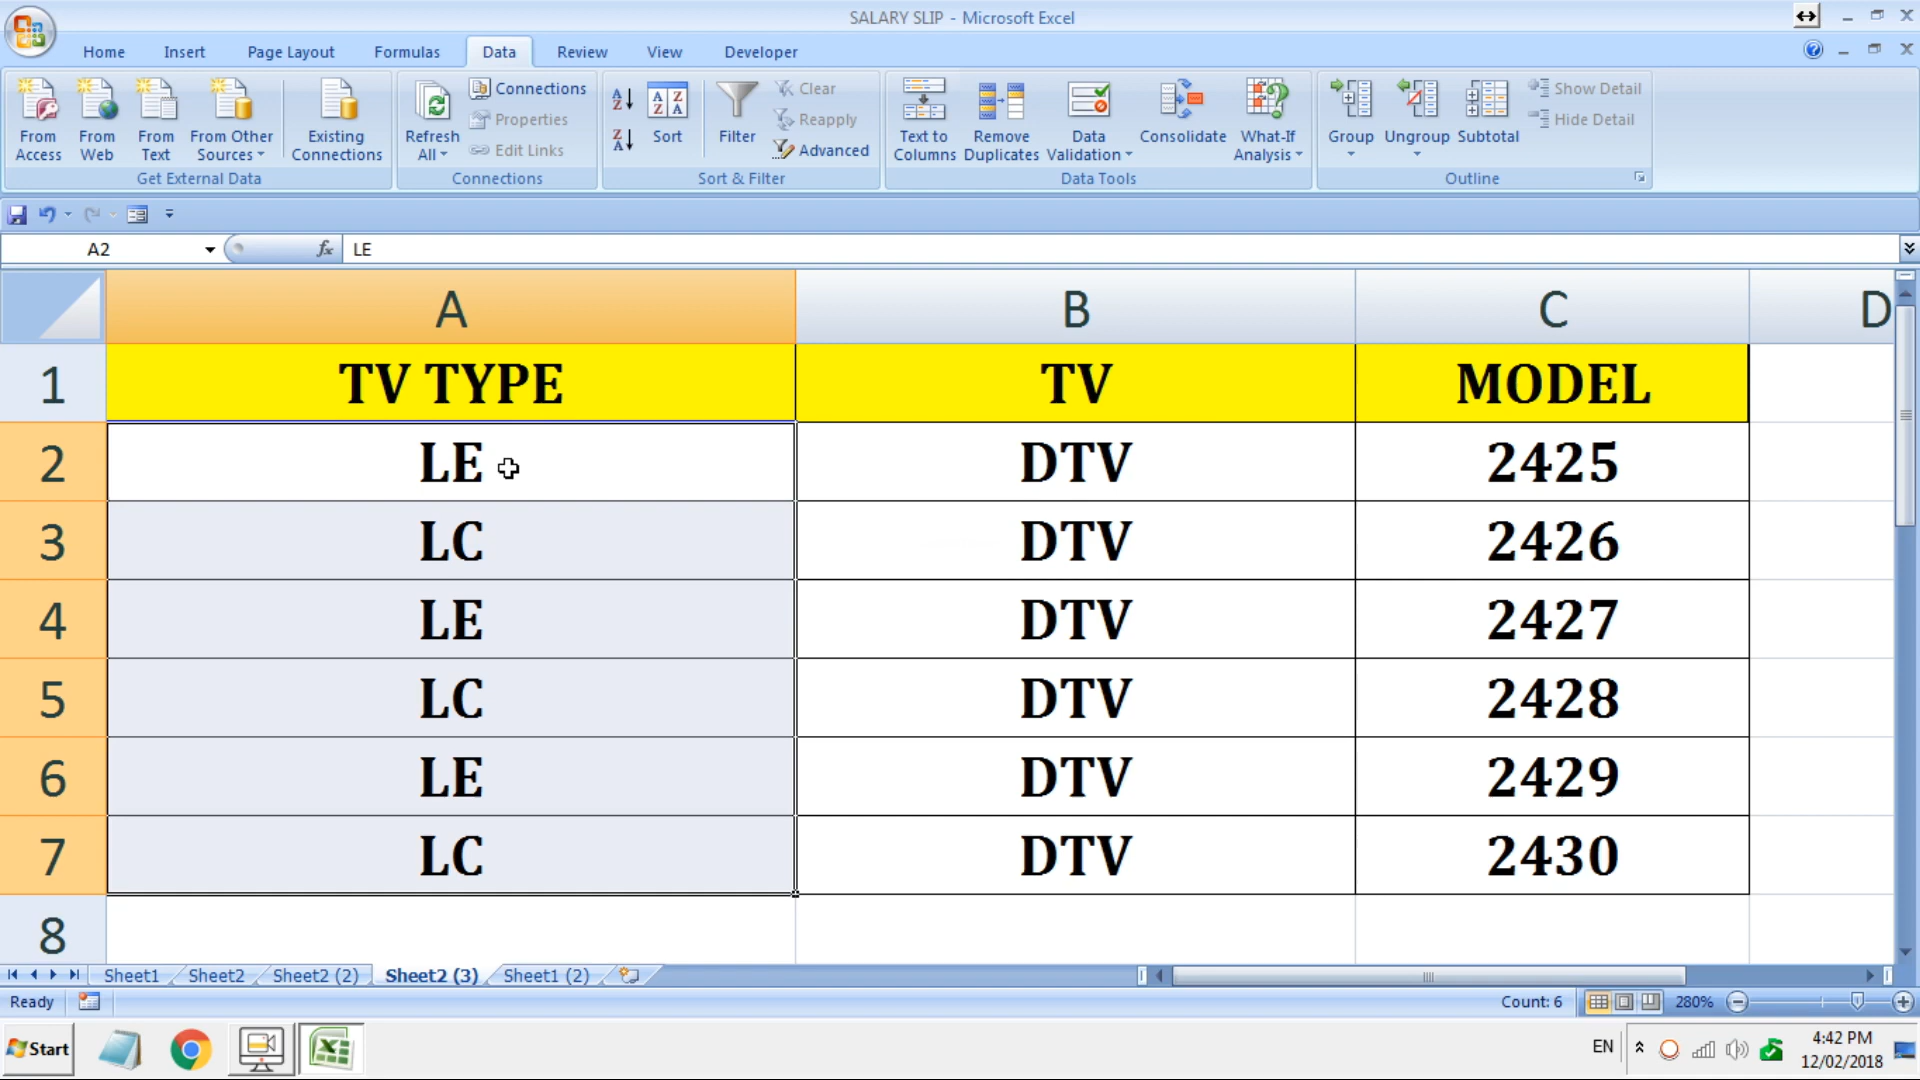 SALARY SLIP - Microsoft Excel
Home Insert Page Layout Formulas Data Review View Developer
From Access
From Web
From Text
From Other Sources
Existing Connections
Get External Data
Refresh All
Connections
Properties
Edit Links
Connections
Sort
Filter
Clear
Reapply
Advanced
Sort & Filter
Text to Columns
Remove Duplicates
Data Validation
Consolidate
What-If Analysis
Data Tools
Group
Ungroup
Subtotal
Show Detail
Hide Detail
Outline
A2 fx LE
A B C D
1 TV TYPE TV MODEL
2 LE DTV 2425
3 LC DTV 2426
4 LE DTV 2427
5 LC DTV 2428
6 LE DTV 2429
7 LC DTV 2430
8
Sheet1 Sheet2 Sheet2 (2) Sheet2 (3) Sheet1 (2)
Ready Count: 6 280%
Start EN 4:42 PM
12/02/2018